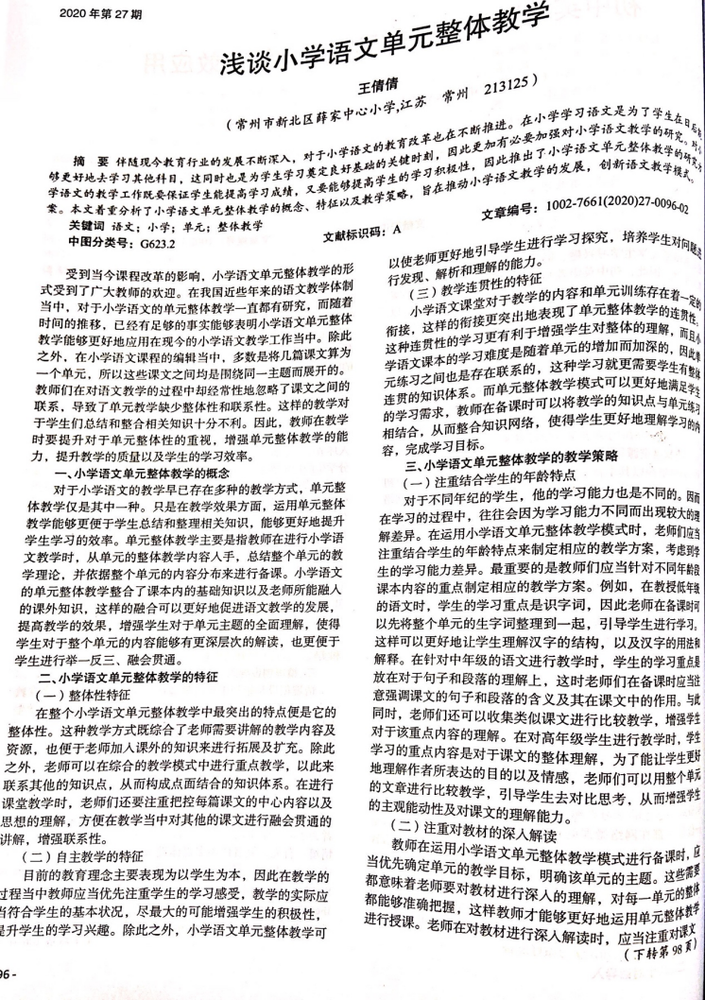 2020年第27期
浅谈小学语文单元整体教学
王倩倩
(常州市新北区薛家中心小学,江苏 常州 213125)
摘 要 伴随现今教育行业的发展不断深入，对于小学语文的教育改革也在不断推进。在小学学习语文是为了学生在日后能
够更好地去学习其他科目，这同时也是为学生学习奠定良好基础的关键时刻，因此更加有必要加强对小学语文教学的研究。对小
学语文的教学工作既要保证学生能提高学习成绩，又要能够提高学生的学习积极性，因此推出了小学语文单元整体教学的研究方
案。本文着重分析了小学语文单元整体教学的概念、特征以及教学策略，旨在推动小学语文教学的发展，创新语文教学模式。
关键词 语文；小学；单元；整体教学
中图分类号：G623.2
文献标识码：A
文章编号：1002-7661(2020)27-0096-02
受到当今课程改革的影响，小学语文单元整体教学的形
式受到了广大教师的欢迎。在我国近些年来的语文教学体制
当中，对于小学语文的单元整体教学一直都有研究，而随着
时间的推移，已经有足够的事实能够表明小学语文单元整体
教学能够更好地应用在现今的小学语文教学工作当中。除此
之外，在小学语文课程的编辑当中，多数是将几篇课文算为
一个单元，所以这些课文之间均是围绕同一主题而展开的。
教师们在对语文教学的过程中却经常性地忽略了课文之间的
联系，导致了单元教学缺少整体性和联系性。这样的教学对
于学生们总结和整合相关知识十分不利。因此，教师在教学
时要提升对于单元整体性的重视，增强单元整体教学的能
力，提升教学的质量以及学生的学习效率。
一、小学语文单元整体教学的概念
对于小学语文的教学早已存在多种的教学方式，单元整
体教学仅是其中一种。只是在教学效果方面，运用单元整体
教学能够更便于学生总结和整理相关知识，能够更好地提升
学生学习的效率。单元整体教学主要是指教师在进行小学语
文教学时，从单元的整体教学内容入手，总结整个单元的教
学理论，并依据整个单元的内容分布来进行备课。小学语文
的单元整体教学整合了课本内的基础知识以及老师所能融入
的课外知识，这样的融合可以更好地促进语文教学的发展，
提高教学的效果，增强学生对于单元主题的全面理解，使得
学生对于整个单元的内容能够有更深层次的解读，也更便于
学生进行举一反三、融会贯通。
二、小学语文单元整体教学的特征
(一)整体性特征
在整个小学语文单元整体教学中最突出的特点便是它的
整体性。这种教学方式既综合了老师需要讲解的教学内容及
资源，也便于老师加入课外的知识来进行拓展及扩充。除此
之外，老师可以在综合的教学模式中进行重点教学，以此来
联系其他的知识点，从而构成点面结合的知识体系。在进行
课堂教学时，老师们还要注重把控每篇课文的中心内容以及
思想的理解，方便在教学当中对其他的课文进行融会贯通的
讲解，增强联系性。
(二)自主教学的特征
目前的教育理念主要表现为以学生为本，因此在教学的
过程当中教师应当优先注重学生的学习感受，教学的实际应
当符合学生的基本状况，尽最大的可能增强学生的积极性，
提升学生的学习兴趣。除此之外，小学语文单元整体教学可
以使老师更好地引导学生进行学习探究，培养学生对问题进
行发现、解析和理解的能力。
(三)教学连贯性的特征
小学语文课堂对于教学的内容和单元训练存在着一定的
衔接，这样的衔接更突出地表现了单元整体教学的连贯性。
这种连贯性的学习更有利于增强学生对整体的理解，而且小
学语文课本的学习难度是随着单元的增加而加深的，因此单
元练习之间也是存在联系的，这种学习就更需要学生有整体
连贯的知识体系。而单元整体教学模式可以更好地满足学生
的学习需求，教师在备课时可以将教学的知识点与单元练习
相结合，从而整合知识网络，使得学生更好地理解学习的内
容，完成学习目标。
三、小学语文单元整体教学的教学策略
(一)注重结合学生的年龄特点
对于不同年纪的学生，他的学习能力也是不同的。因而
在学习的过程中，往往会因为学习能力不同而出现较大的理
解差异。在运用小学语文单元整体教学模式时，老师们应当
注重结合学生的年龄特点来制定相应的教学方案，考虑到学
生的学习能力差异。最重要的是教师们应当针对不同年龄段
课本内容的重点制定相应的教学方案。例如，在教授低年级
的语文时，学生的学习重点是识字词，因此老师在备课时可
以先将整个单元的生字词整理到一起，引导学生进行学习。
这样可以更好地让学生理解汉字的结构，以及汉字的用法和
解释。在针对中年级的语文进行教学时，学生的学习重点是
放在对于句子和段落的理解上，这时老师们在备课时应当注
意强调课文的句子和段落的含义及其在课文中的作用。与此
同时，老师们还可以收集类似课文进行比较教学，增强学生
对于该重点内容的理解。在对高年级学生进行教学时，学生
学习的重点内容是对于课文的整体理解，为了能让学生更好
地理解作者所表达的目的以及情感，老师们可以用整个单元
的文章进行比较教学，引导学生去对比思考，从而增强学生
的主观能动性及对课文的理解能力。
(二)注重对教材的深入解读
教师在运用小学语文单元整体教学模式进行备课时，应
当优先确定单元的教学目标，明确该单元的主题。这些需要
都意味着老师要对教材进行深入的理解，对每一单元的整体
都能够准确把握，这样教师才能够更好地运用单元整体教学
进行授课。老师在对教材进行深入解读时，应当注重对课文
(下转第98页)
96 -